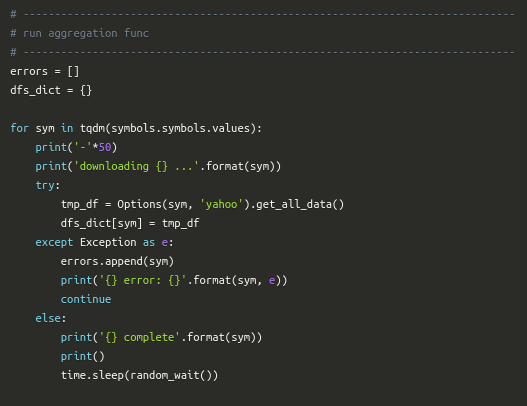 # ------------------------------------------------------------------------------
# run aggregation func
# ------------------------------------------------------------------------------
errors = []
dfs_dict = {}

for sym in tqdm(symbols.symbols.values):
    print('-'*50)
    print('downloading {} ...'.format(sym))
    try:
        tmp_df = Options(sym, 'yahoo').get_all_data()
        dfs_dict[sym] = tmp_df
    except Exception as e:
        errors.append(sym)
        print('{} error: {}'.format(sym, e))
        continue
    else:
        print('{} complete'.format(sym))
        print()
        time.sleep(random_wait())